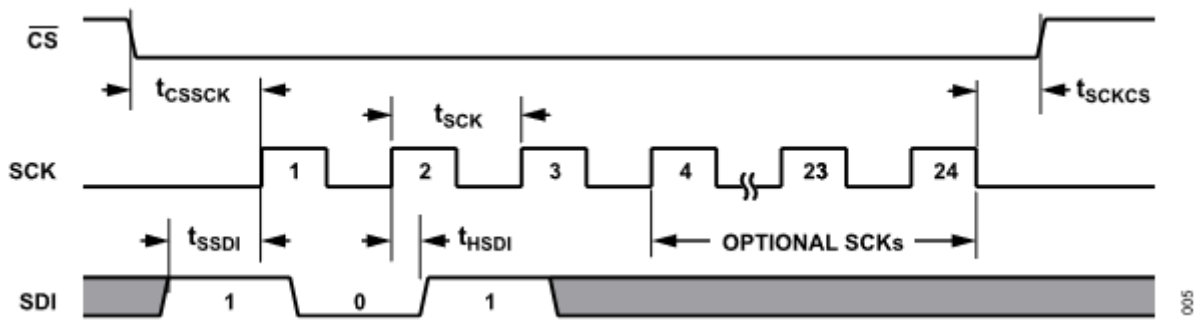 CS
tCSSCK
tSCK
tSCKCS
SCK
1
2
3
4
23
24
tSSDI
tHSDI
OPTIONAL SCKs
SDI
1
0
1
005